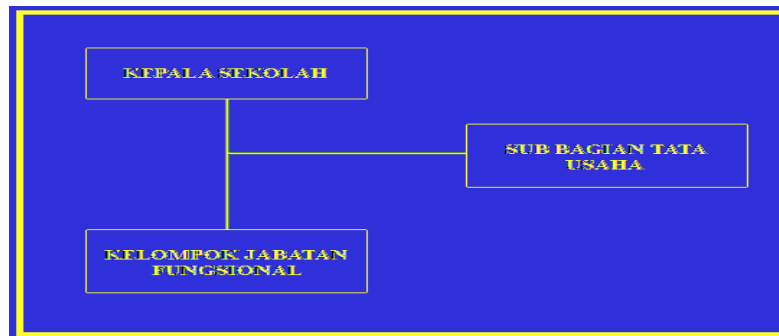 KEPALA SEKOLAH
SUB BAGIAN TATA
USAHA
KELOMPOK JABATAN
FUNGSIONAL